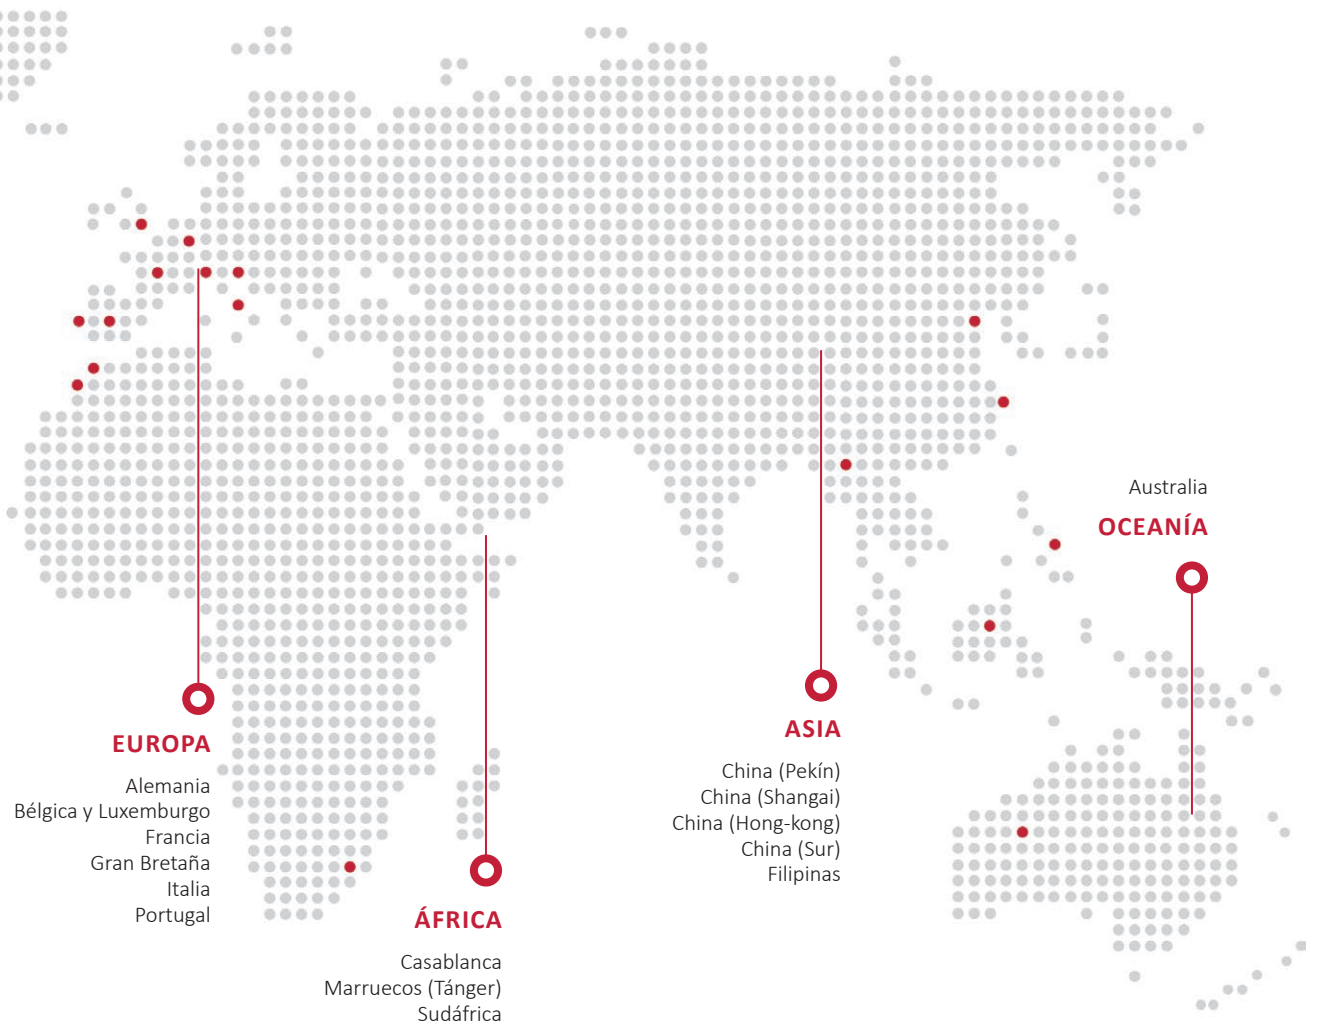 EUROPA
Alemania
Bélgica y Luxemburgo
Francia
Gran Bretaña
Italia
Portugal
ÁFRICA
Casablanca
Marruecos (Tánger)
Sudáfrica
ASIA
China (Pekín)
China (Shangai)
China (Hong-kong)
China (Sur)
Filipinas
Australia
OCEANÍA